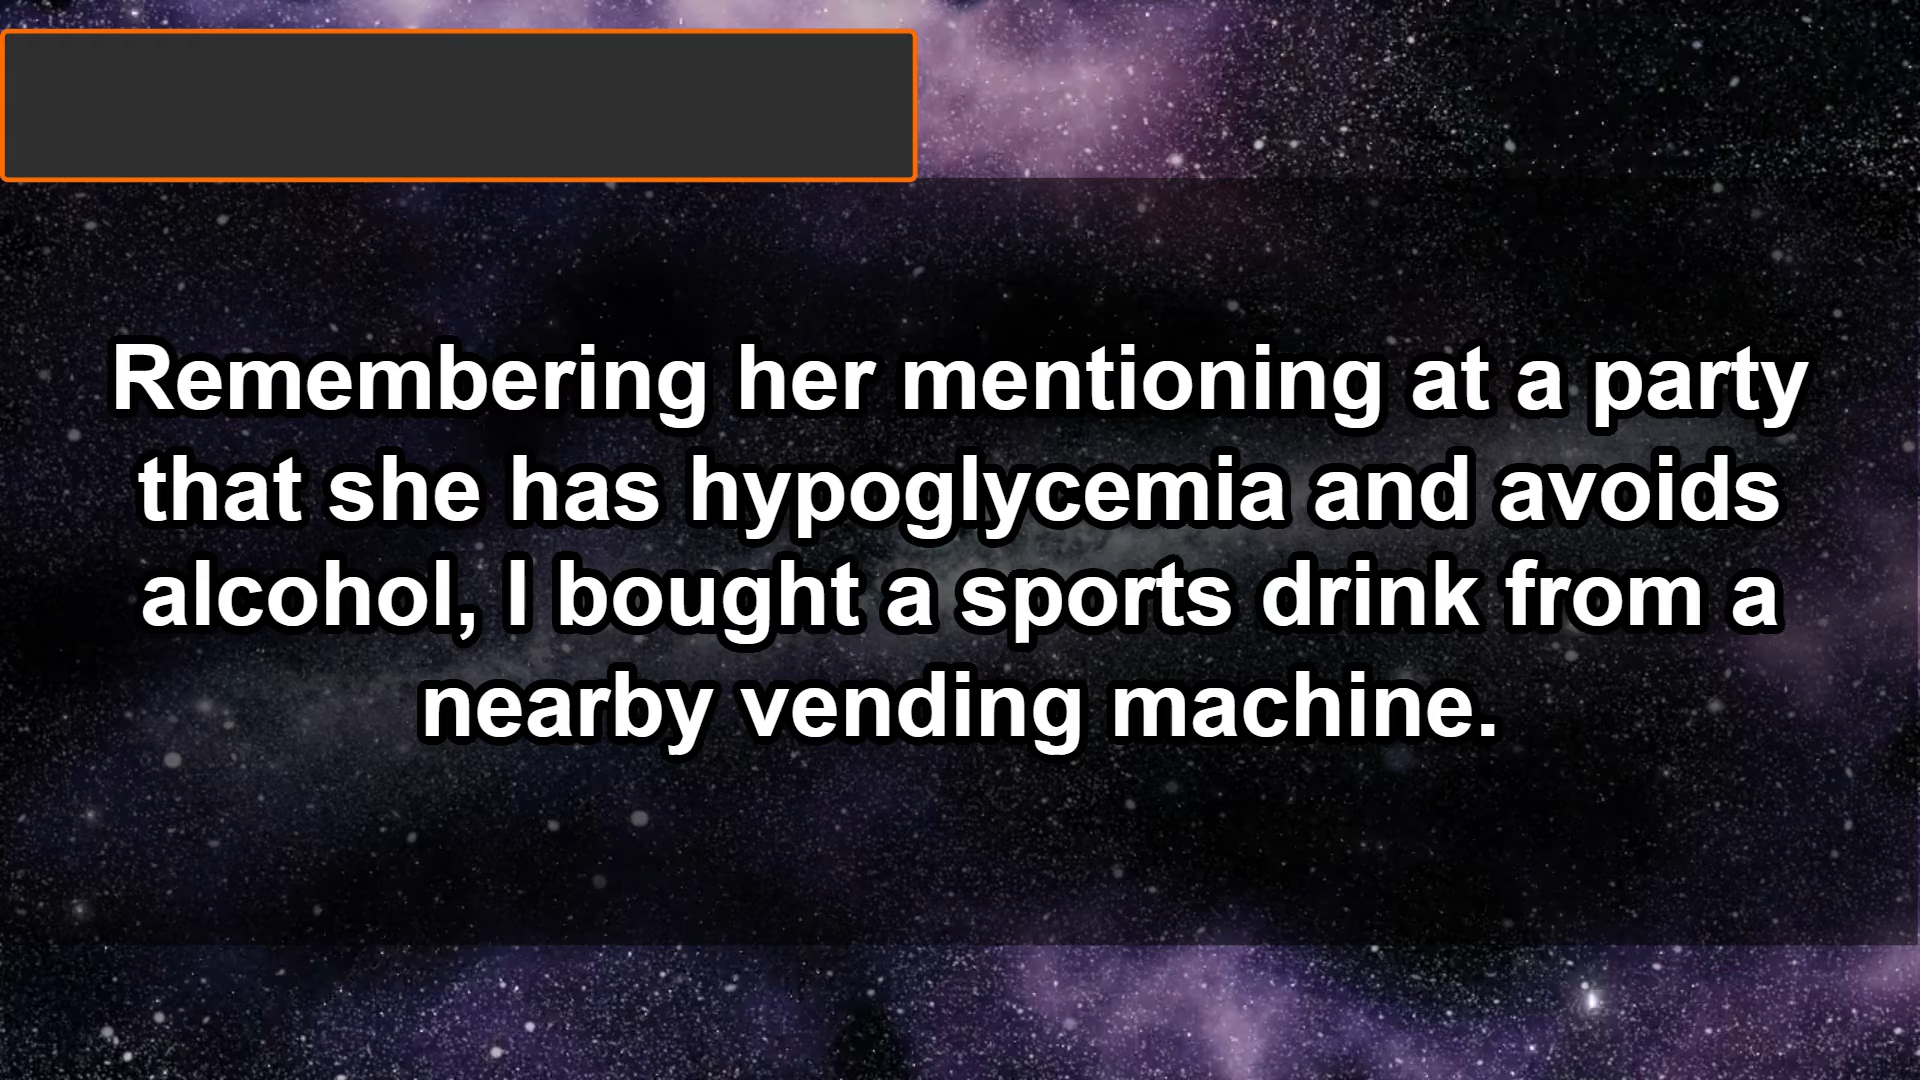 Remembering her mentioning at a party
that she has hypoglycemia and avoids
alcohol, I bought a sports drink from a
nearby vending machine.